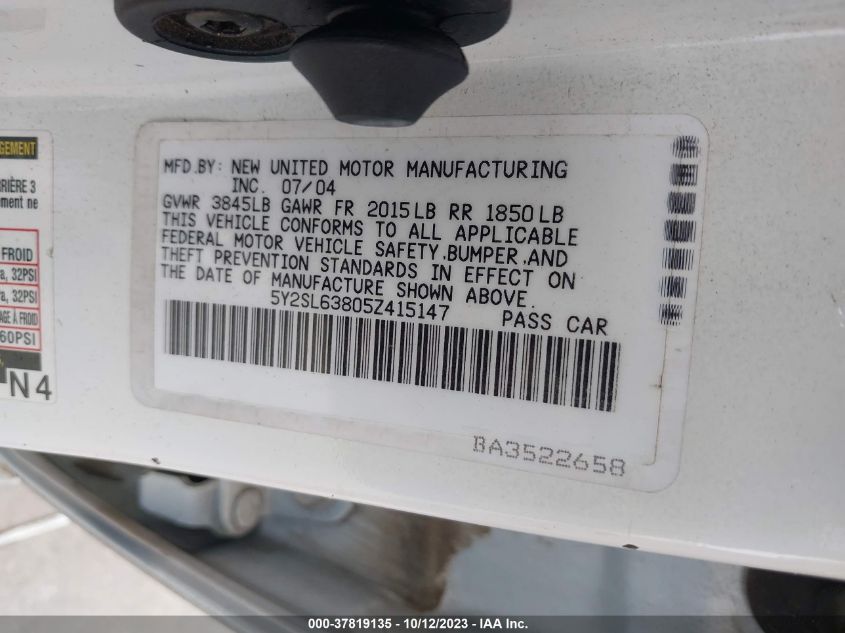 GEMENT
RIÈRE 3
ment ne
FROID
a, 32PSI
a, 32PSI
AGE À FROID
60PSI
N4
MFD.BY: NEW UNITED MOTOR MANUFACTURING
INC. 07/04
GVWR 3845LB GAWR FR 2015LB RR 1850LB
THIS VEHICLE CONFORMS TO ALL APPLICABLE
FEDERAL MOTOR VEHICLE SAFETY,BUMPER,AND
THEFT PREVENTION STANDARDS IN EFFECT ON
THE DATE OF MANUFACTURE SHOWN ABOVE.
5Y2SL63805Z415147 PASS CAR
BA3522658
000-37819135 - 10/12/2023 - IAA Inc.